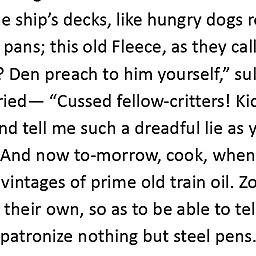 e ship's decks, like hungry dogs r
pans; this old Fleece, as they call
? Den preach to him yourself,” sul
ried— “Cussed fellow-critters! Kic
nd tell me such a dreadful lie as y
And now to-morrow, cook, when
vintages of prime old train oil. Zo
their own, so as to be able to tel
patronize nothing but steel pens.